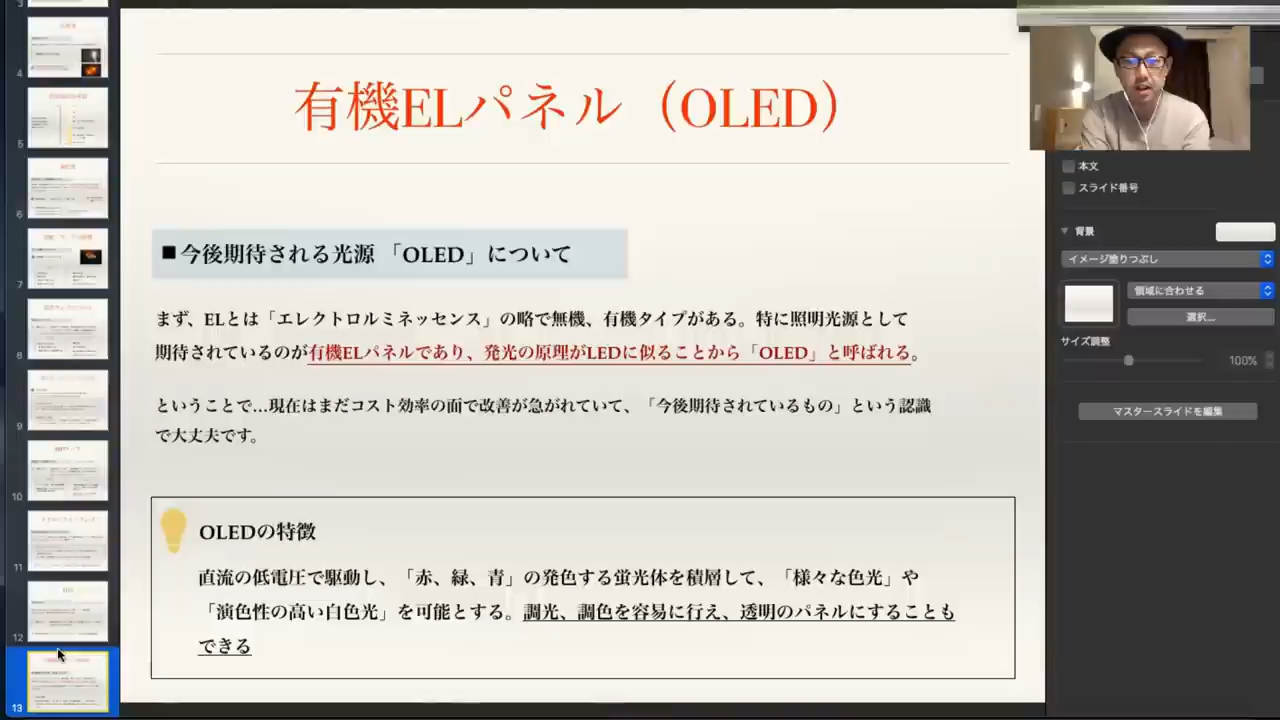 有機ELパネル（OLED）
■今後期待される光源 「OLED」について
まず、ELとは「エレクトロルミネッセンス」の略で無機、有機タイプがある。特に照明光源として
期待されているのが有機ELパネルであり、発光の原理がLEDに似ることから「OLED」と呼ばれる。
ということで…現在はまだコスト効率の面で改善が急がれていて、「今後期待されているもの」という認識
で大丈夫です。
OLEDの特徴
直流の低電圧で駆動し、「赤、緑、青」の発色する蛍光体を積層して、「様々な色光」や
「演色性の高い白色光」を可能とする。調光、調色を容易に行え、透明のパネルにすることも
できる
3
4
5
6
7
8
9
10
11
12
13
本文
スライド番号
背景
イメージ塗りつぶし
領域に合わせる
選択...
サイズ調整
100%
マスタースライドを編集